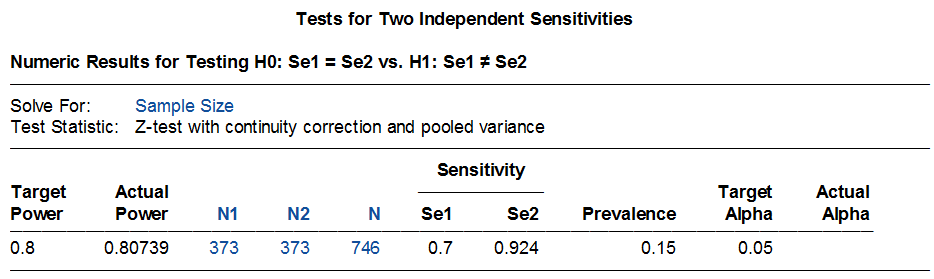 Tests for Two Independent Sensitivities
Numeric Results for Testing H0: Se1 = Se2 vs. H1: Se1 ≠ Se2
Solve For: Sample Size
Test Statistic: Z-test with continuity correction and pooled variance
Sensitivity
Target Actual Target Actual
Power Power N1 N2 N Se1 Se2 Prevalence Alpha Alpha
0.8 0.80739 373 373 746 0.7 0.924 0.15 0.05